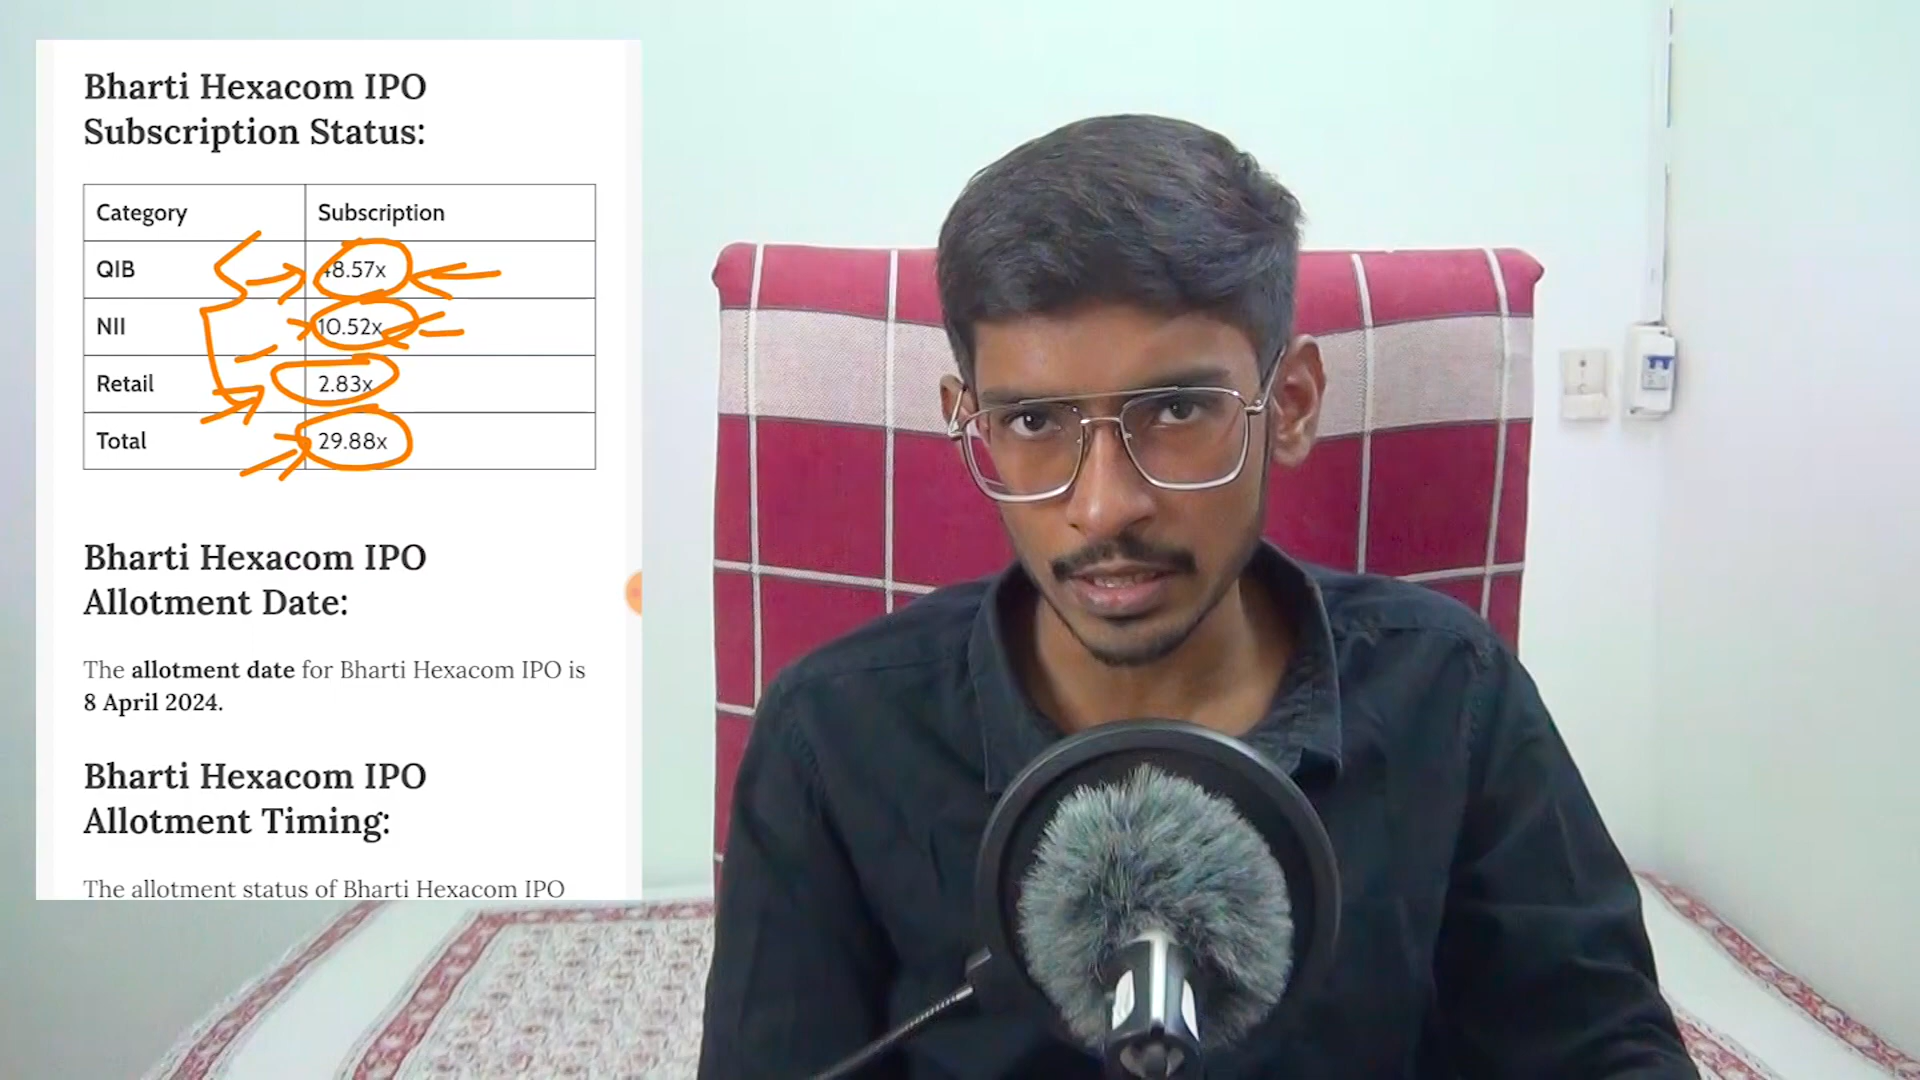 Bharti Hexacom IPO
Subscription Status:
Category Subscription
QIB 48.57x
NII 10.52x
Retail 2.83x
Total 29.88x
Bharti Hexacom IPO
Allotment Date:
The allotment date for Bharti Hexacom IPO is
8 April 2024.
Bharti Hexacom IPO
Allotment Timing:
The allotment status of Bharti Hexacom IPO